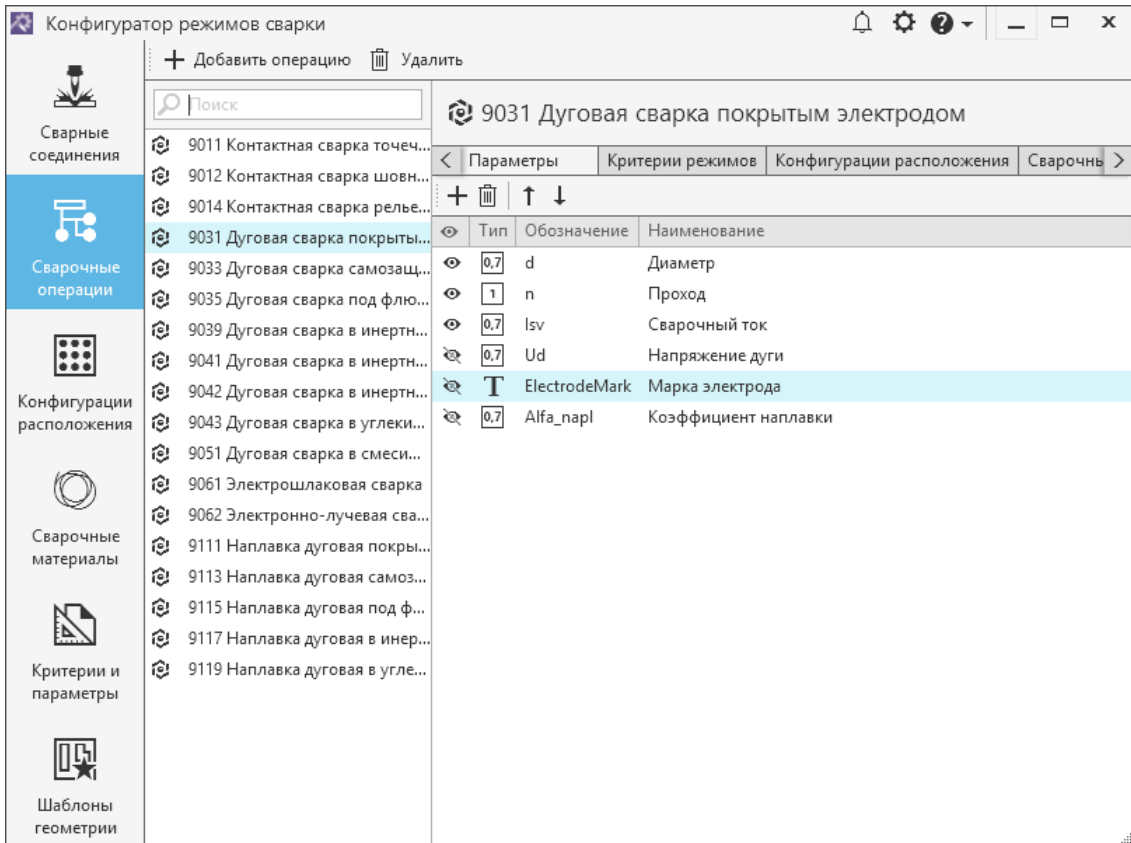 Конфигуратор режимов сварки
Добавить операцию Удалить
Сварные
соединения
Сварочные
операции
Конфигурации
расположения
Сварочные
материалы
Критерии и
параметры
Шаблоны
геометрии
Поиск
9011 Контактная сварка точеч...
9012 Контактная сварка шовн...
9014 Контактная сварка релье...
9031 Дуговая сварка покрыты...
9033 Дуговая сварка самозащ...
9035 Дуговая сварка под флю...
9039 Дуговая сварка в инертн...
9041 Дуговая сварка в инертн...
9042 Дуговая сварка в инертн...
9043 Дуговая сварка в углеки...
9051 Дуговая сварка в смеси...
9061 Электрошлаковая сварка
9062 Электронно-лучевая сва...
9111 Наплавка дуговая покры...
9113 Наплавка дуговая самоз...
9115 Наплавка дуговая под ф...
9117 Наплавка дуговая в инер...
9119 Наплавка дуговая в угле...
9031 Дуговая сварка покрытым электродом
Параметры Критерии режимов Конфигурации расположения Сварочнь
Тип Обозначение Наименование
0,7 d Диаметр
1 n Проход
0,7 Isv Сварочный ток
0,7 Ud Напряжение дуги
T ElectrodeMark Марка электрода
0,7 Alfa_napl Коэффициент наплавки